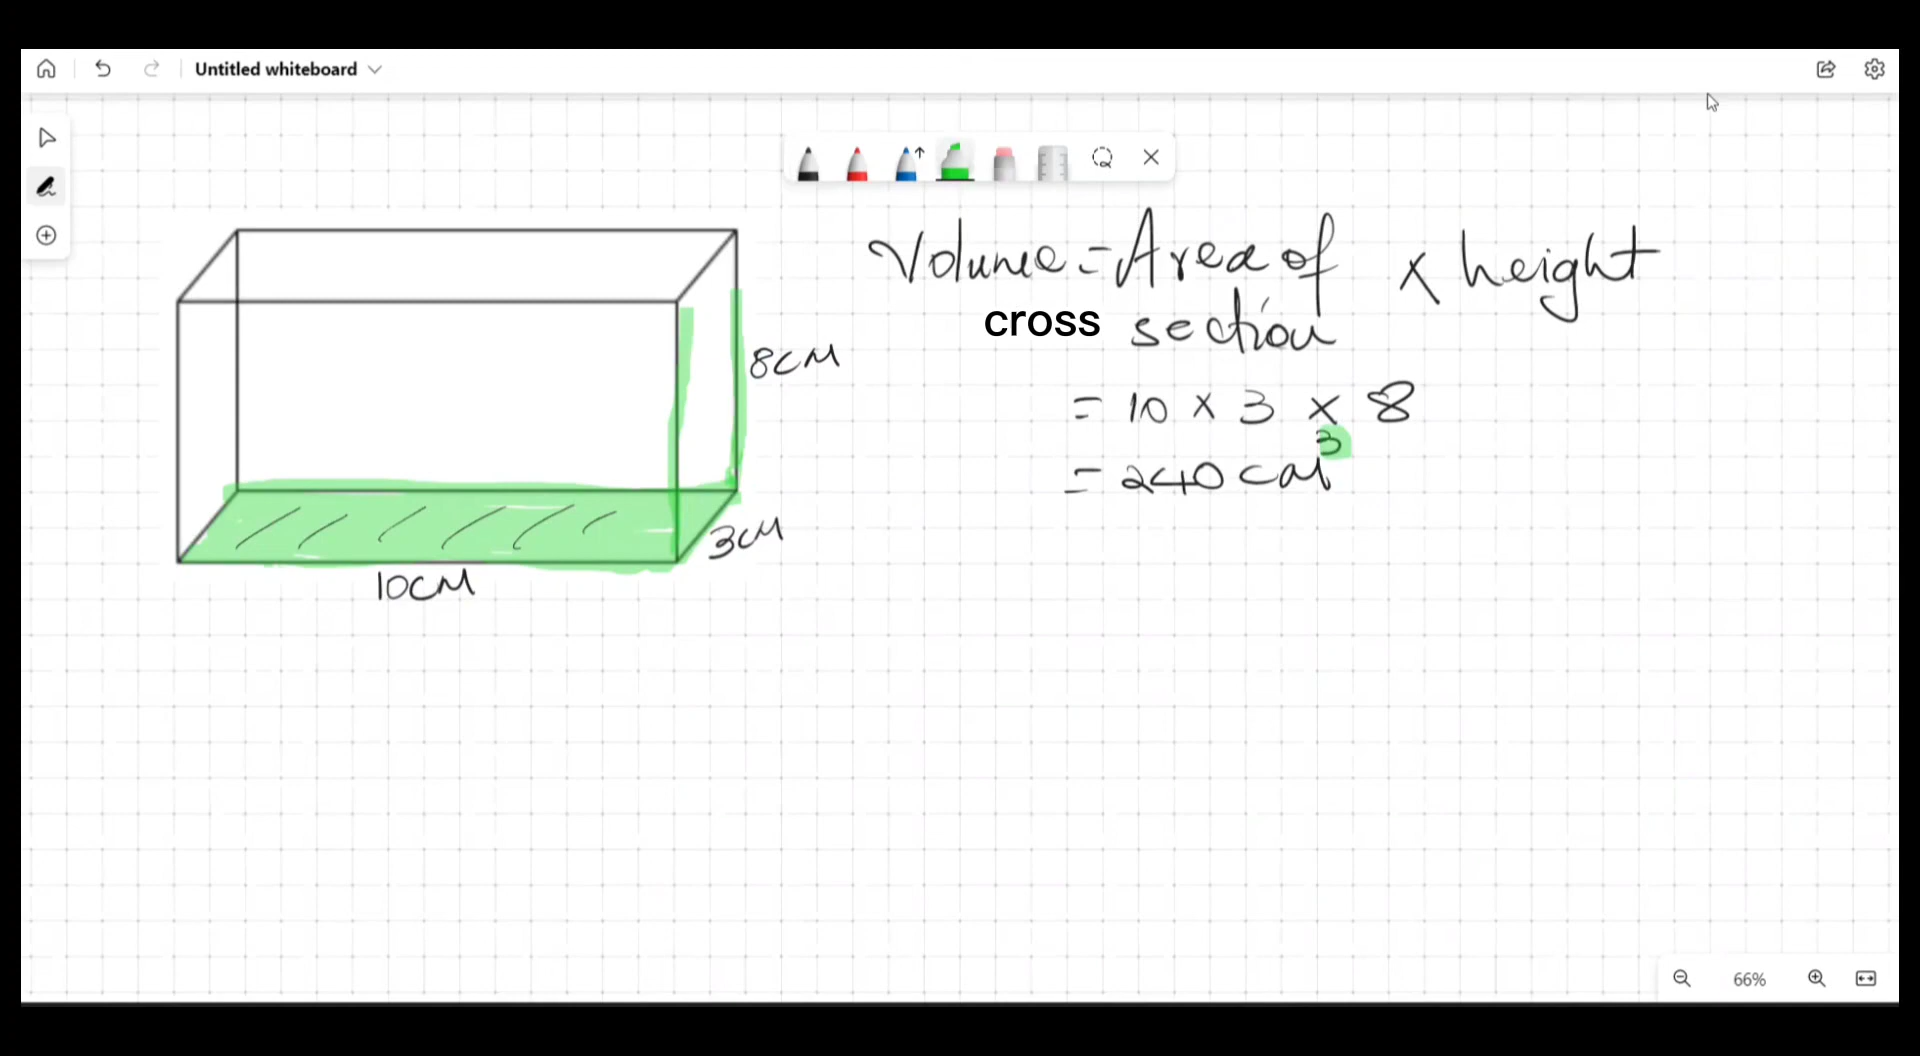 Untitled whiteboard
Volume = Area of × height
cross section
8cm
= 10 × 3 × 8
= 240 cm³
3cm
10cm
66%